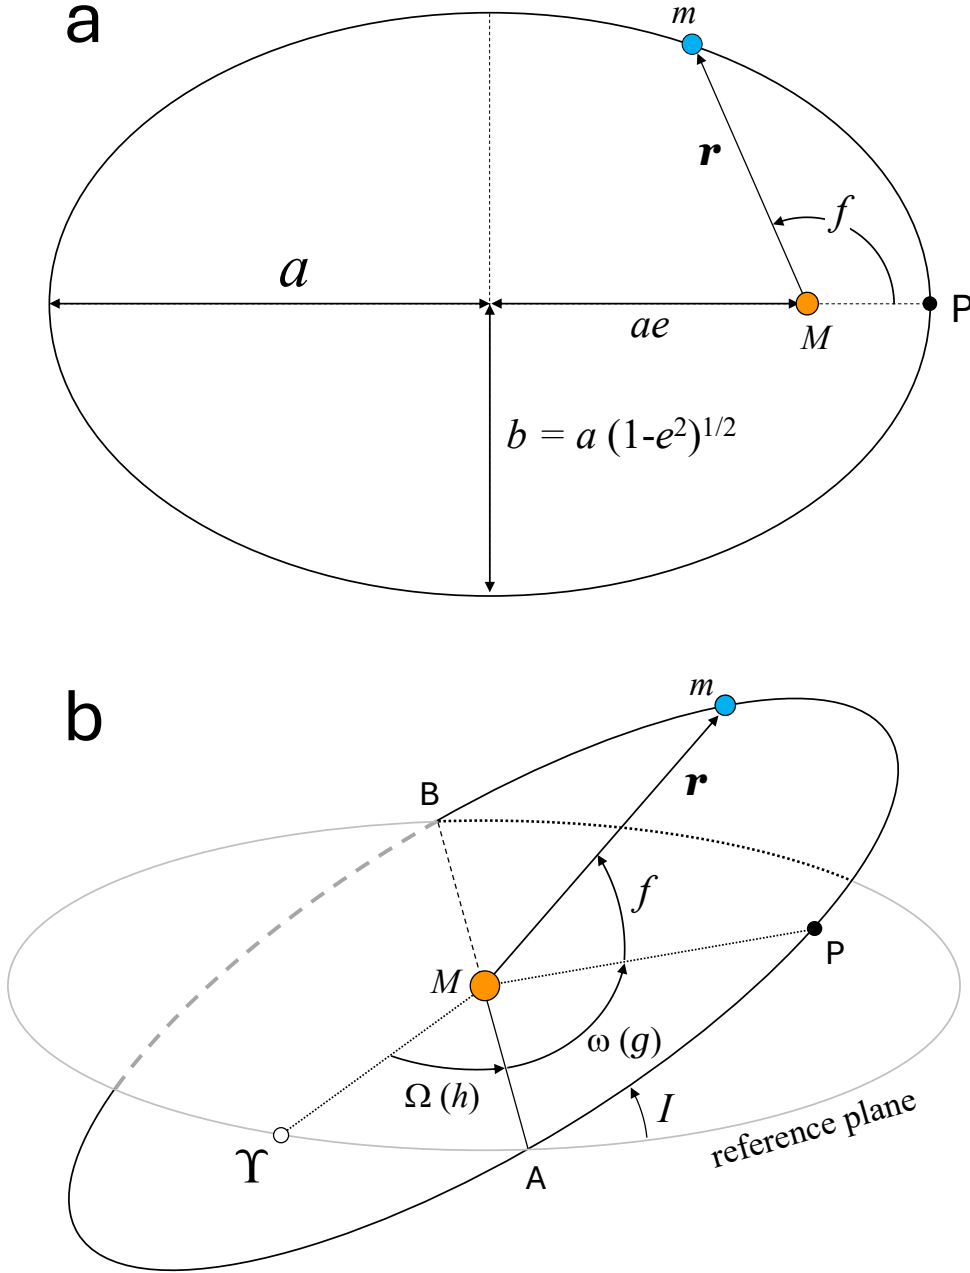 a
m
r
f
a
ae
M
P
b = a (1-e²)¹/²
b
m
r
B
f
M
P
ω (g)
Ω (h)
I
reference plane
ϒ
A